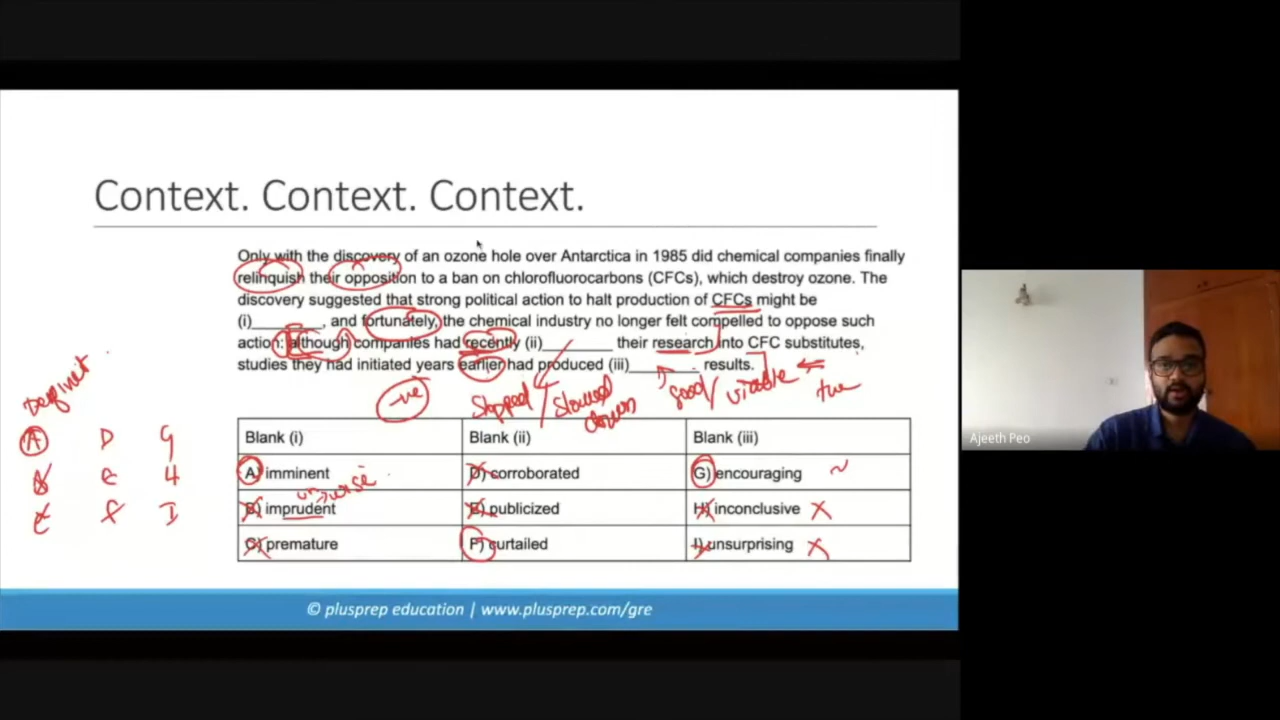 Context. Context. Context.
Only with the discovery of an ozone hole over Antarctica in 1985 did chemical companies finally
relinquish their opposition to a ban on chlorofluorocarbons (CFCs), which destroy ozone. The
discovery suggested that strong political action to halt production of CFCs might be
(i)________, and fortunately, the chemical industry no longer felt compelled to oppose such
action: although companies had recently (ii)________ their research into CFC substitutes,
studies they had initiated years earlier had produced (iii)________ results.
-ve stopped / slowed down good / viable +ve
A D G
B E H
C F I
Blank (i) Blank (ii) Blank (iii)
A) imminent D) corroborated G) encouraging
unwise
B) imprudent E) publicized H) inconclusive
C) premature F) curtailed I) unsurprising
© plusprep education | www.plusprep.com/gre
Ajeeth Peo